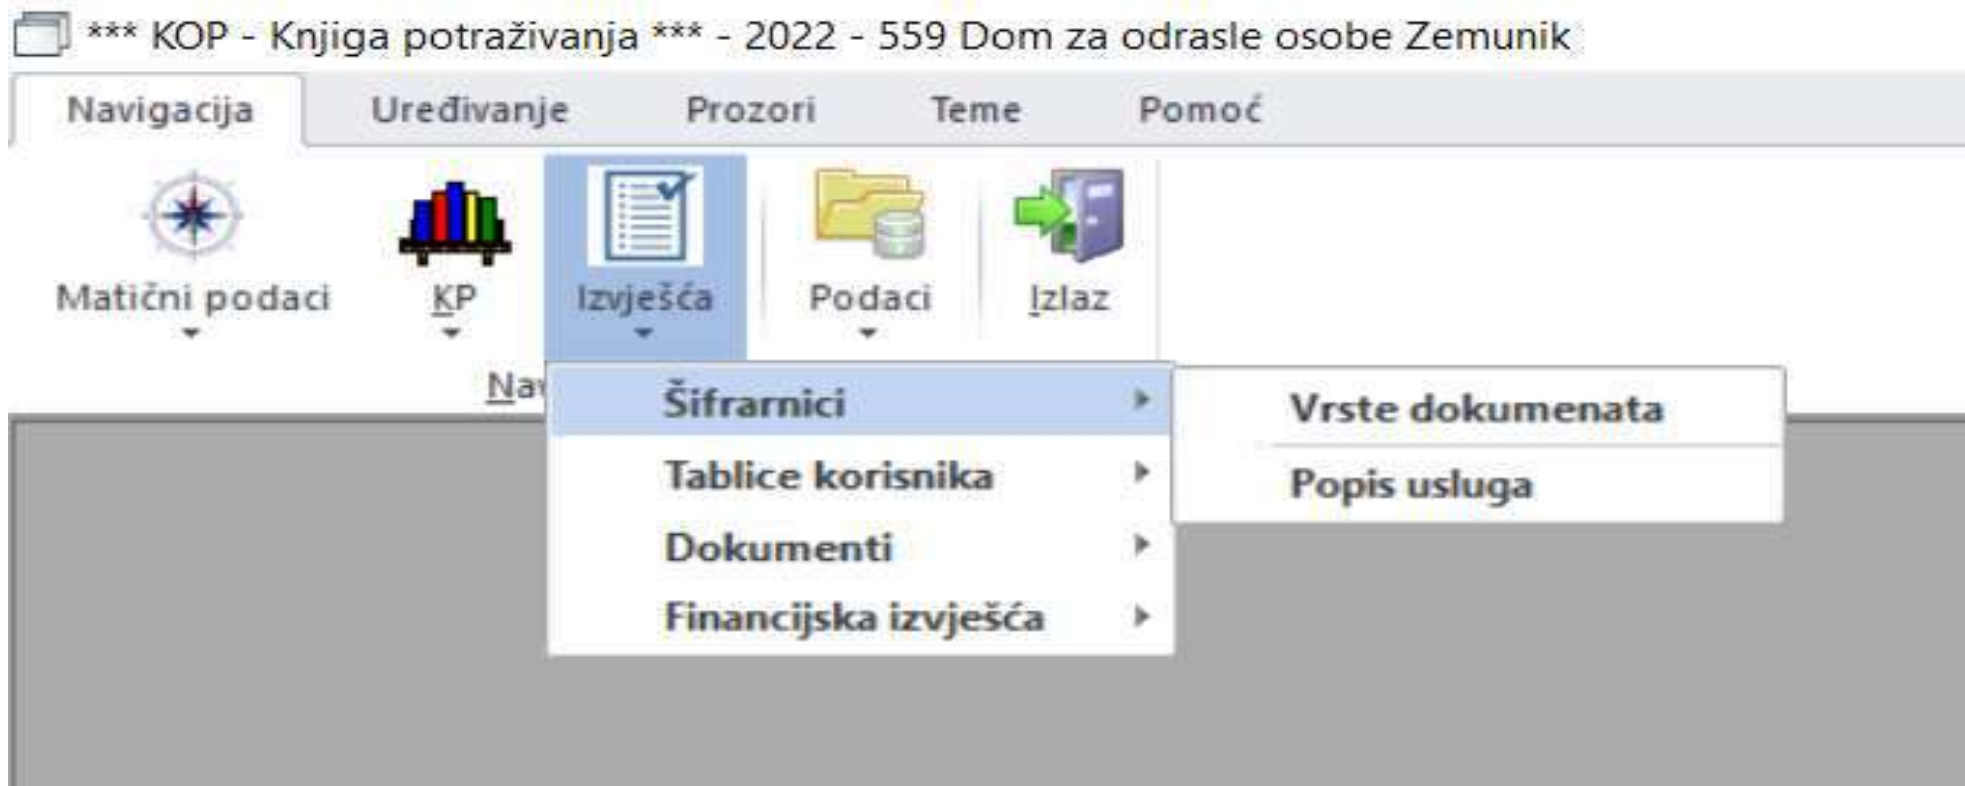 *** KOP - Knjiga potraživanja *** - 2022 - 559 Dom za odrasle osobe Zemunik
Navigacija Uređivanje Prozori Teme Pomoć
Matični podaci KP Izvješća Podaci Izlaz
Nav
Šifrarnici
Tablice korisnika
Dokumenti
Financijska izvješća
Vrste dokumenata
Popis usluga